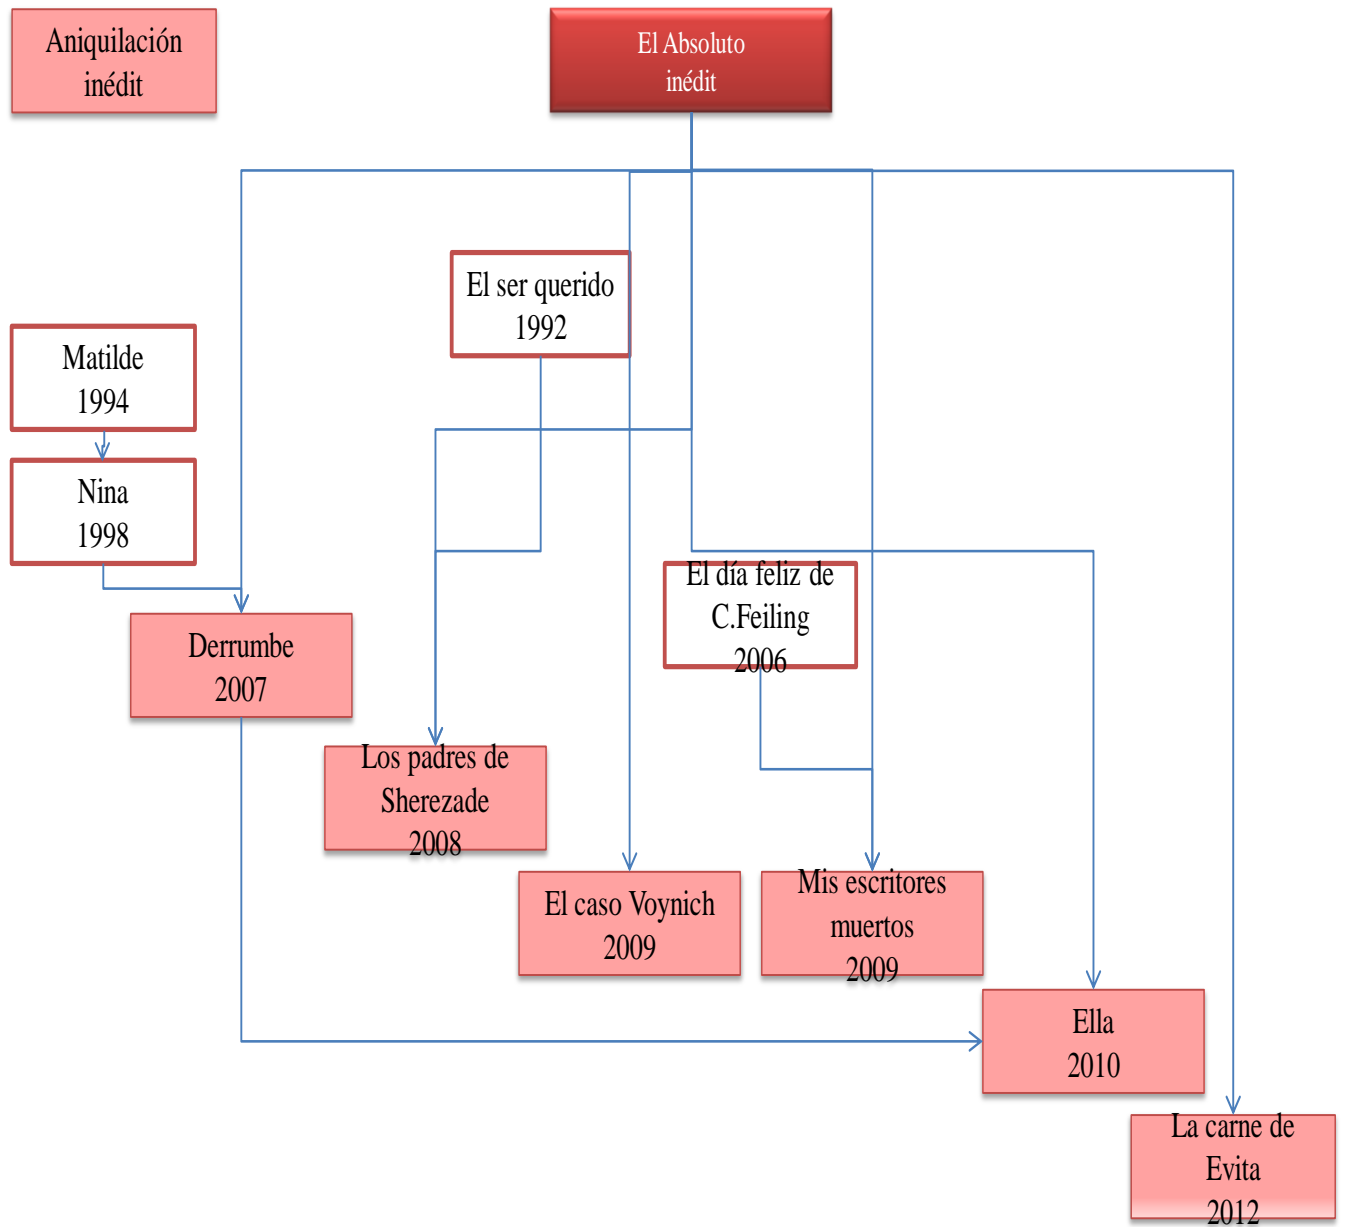 Aniquilación
inédit
El Absoluto
inédit
El ser querido
1992
Matilde
1994
Nina
1998
El día feliz de
C.Feiling
2006
Derrumbe
2007
Los padres de
Sherezade
2008
El caso Voynich
2009
Mis escritores
muertos
2009
Ella
2010
La carne de
Evita
2012